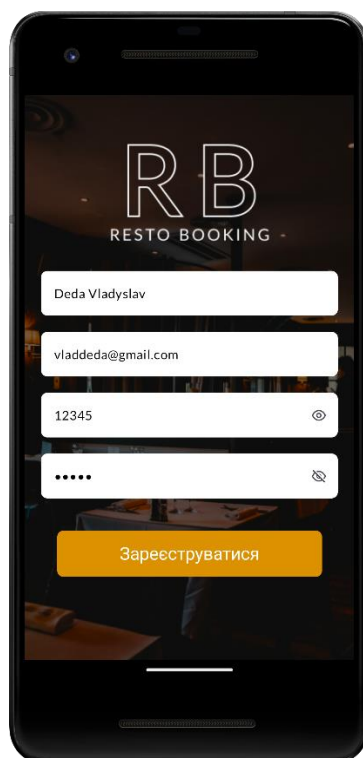 RB
RESTO BOOKING
Deda Vladyslav
vladdeda@gmail.com
12345
•••••
Зареєструватися